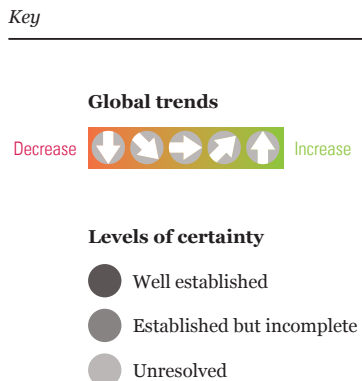 Key
Global trends
Decrease Increase
Levels of certainty
Well established
Established but incomplete
Unresolved